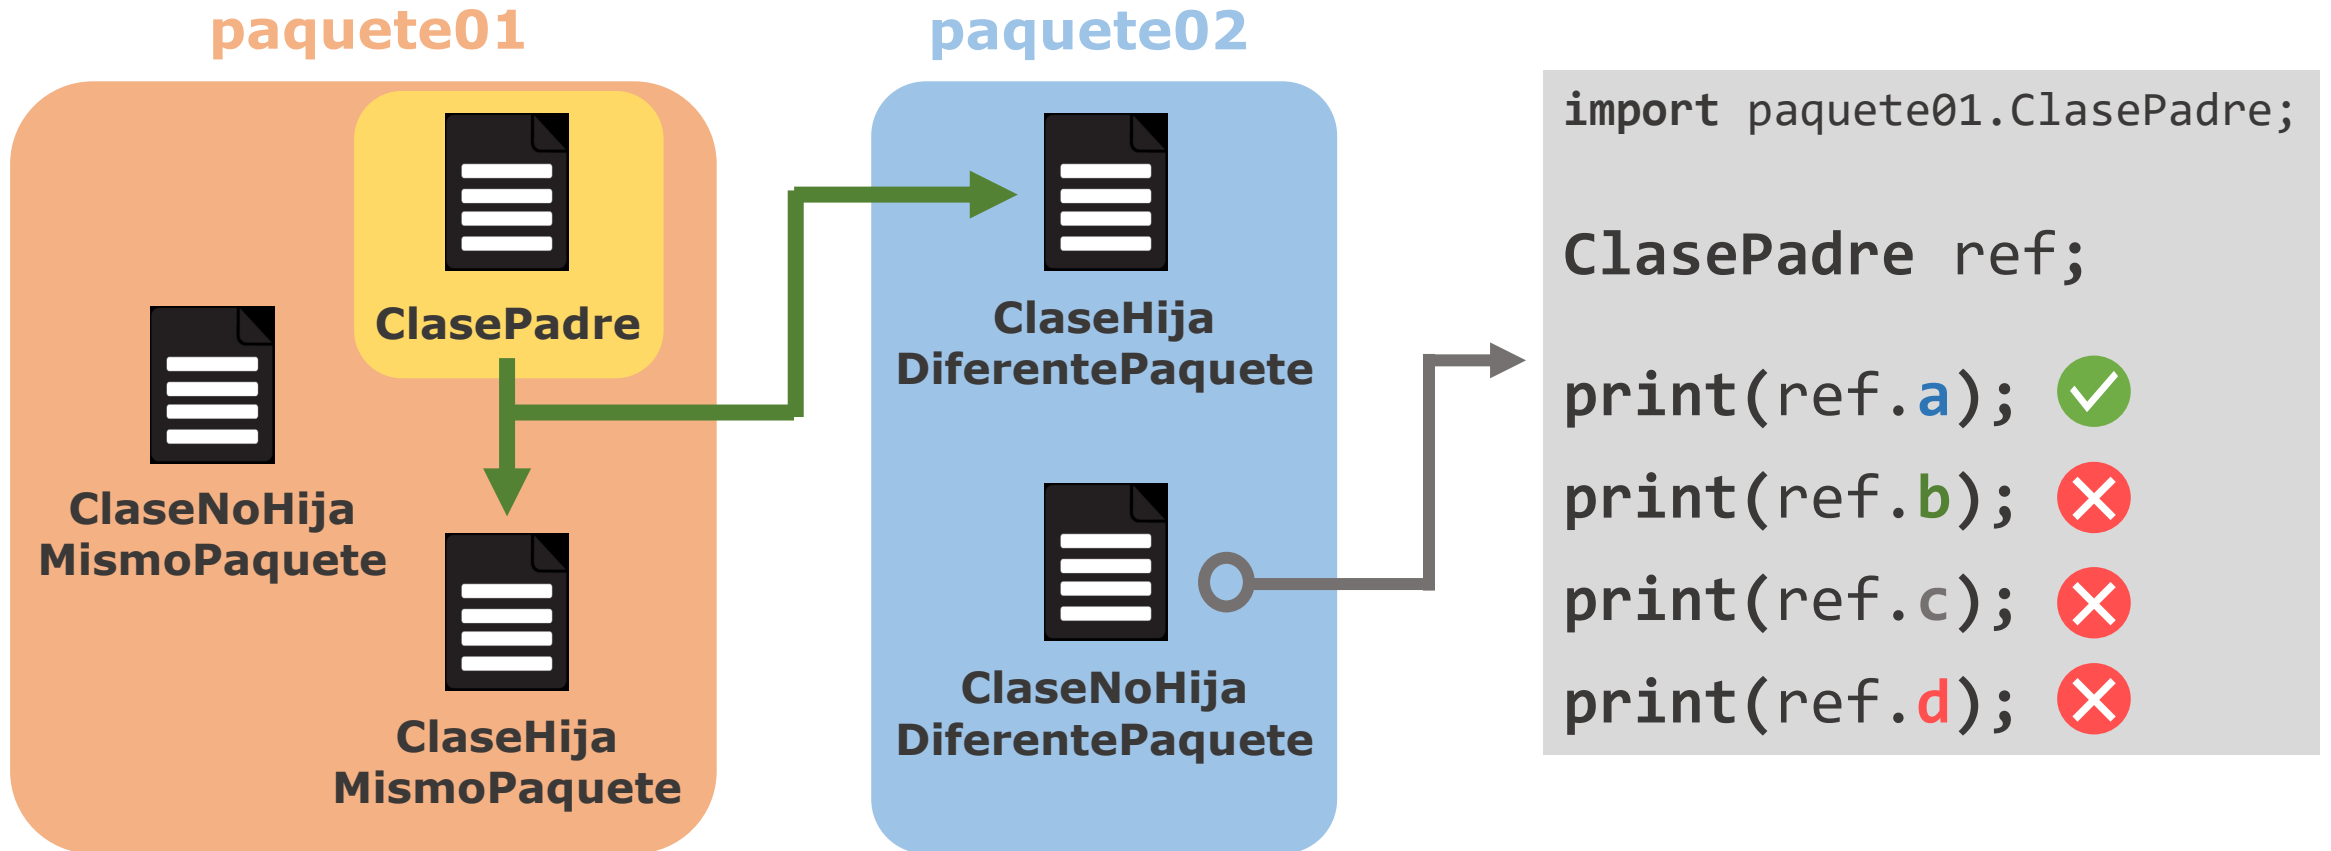 paquete01
ClasePadre
ClaseNoHija
MismoPaquete
ClaseHija
MismoPaquete
paquete02
ClaseHija
DiferentePaquete
ClaseNoHija
DiferentePaquete
import paquete01.ClasePadre;
ClasePadre ref;
print(ref.a);
print(ref.b);
print(ref.c);
print(ref.d);